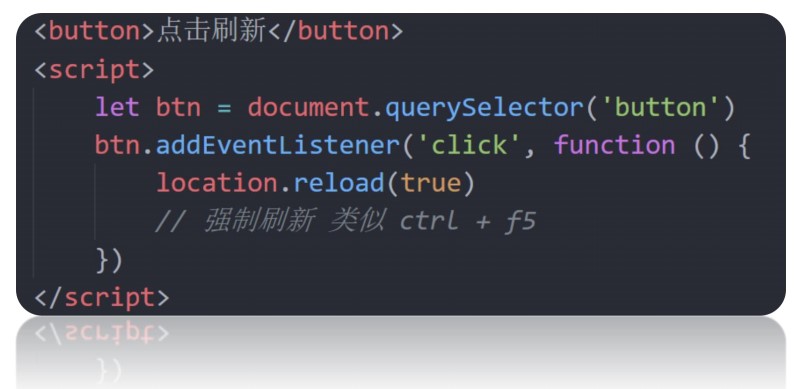 <button>点击刷新</button>
<script>
    let btn = document.querySelector('button')
    btn.addEventListener('click', function () {
        location.reload(true)
        // 强制刷新 类似 ctrl + f5
    })
</script>